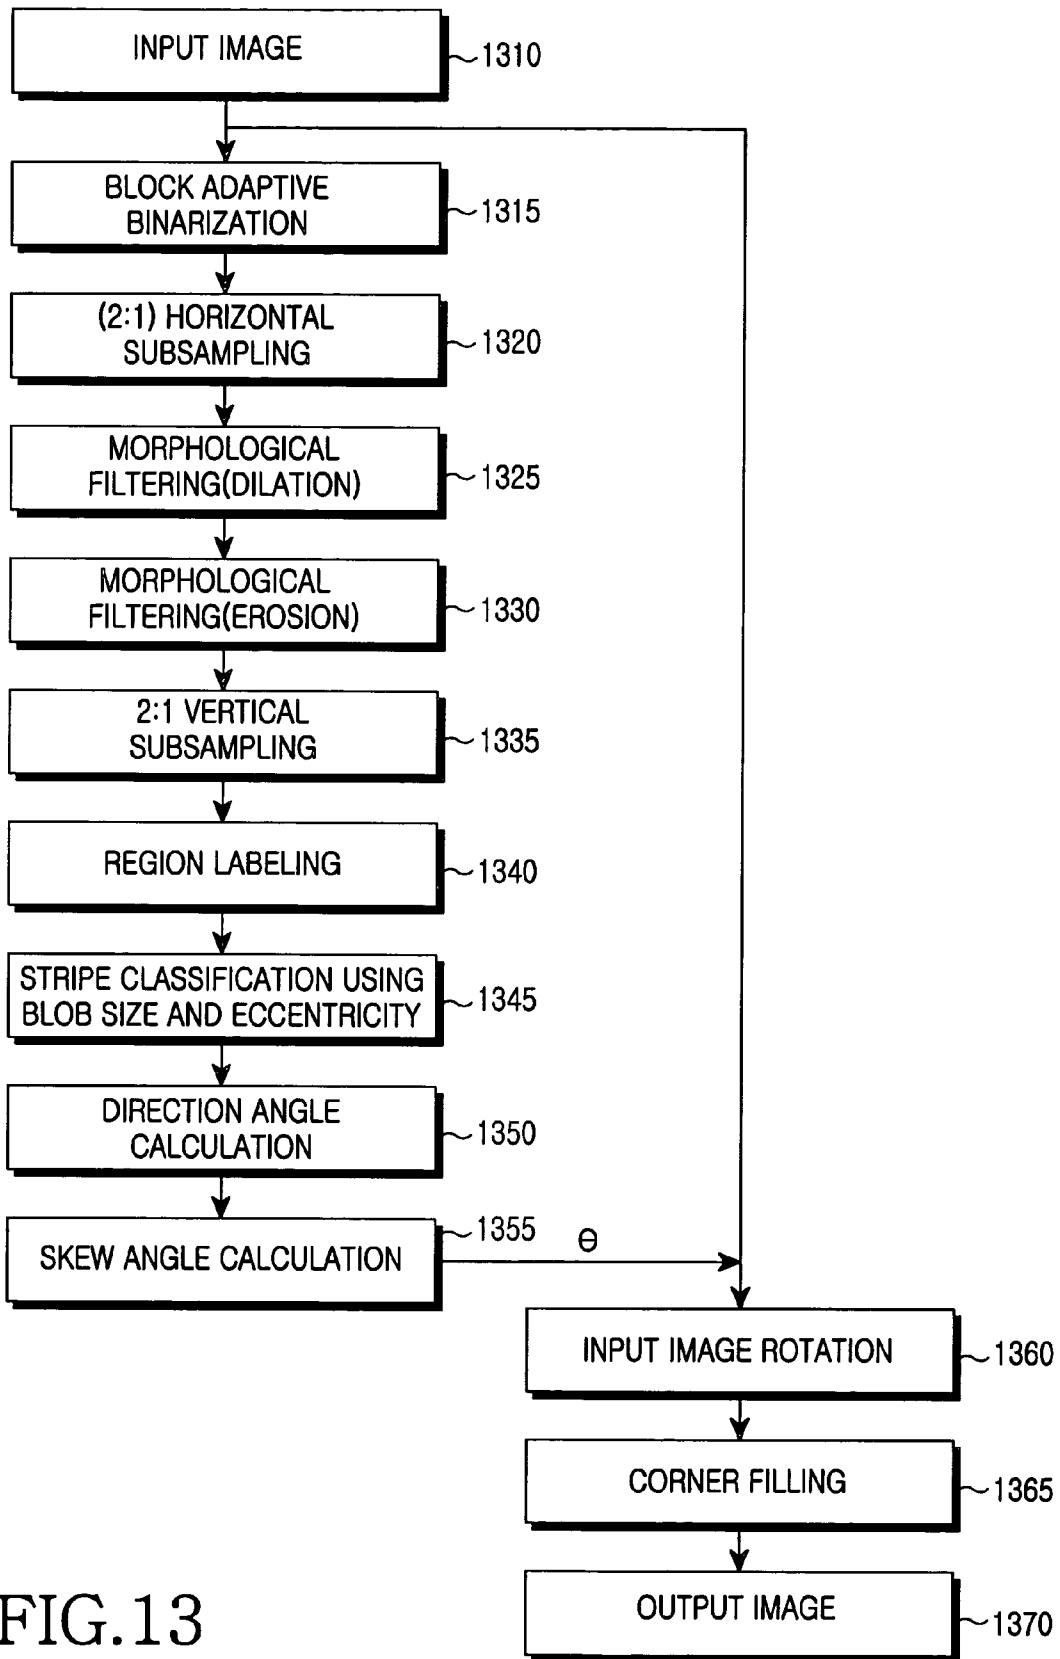 INPUT IMAGE
1310
BLOCK ADAPTIVE
BINARIZATION
1315
(2:1) HORIZONTAL
SUBSAMPLING
1320
MORPHOLOGICAL
FILTERING(DILATION)
1325
MORPHOLOGICAL
FILTERING(EROSION)
1330
2:1 VERTICAL
SUBSAMPLING
1335
REGION LABELING
1340
STRIPE CLASSIFICATION USING
BLOB SIZE AND ECCENTRICITY
1345
DIRECTION ANGLE
CALCULATION
1350
SKEW ANGLE CALCULATION
1355
Θ
INPUT IMAGE ROTATION
1360
CORNER FILLING
1365
OUTPUT IMAGE
1370
FIG.13